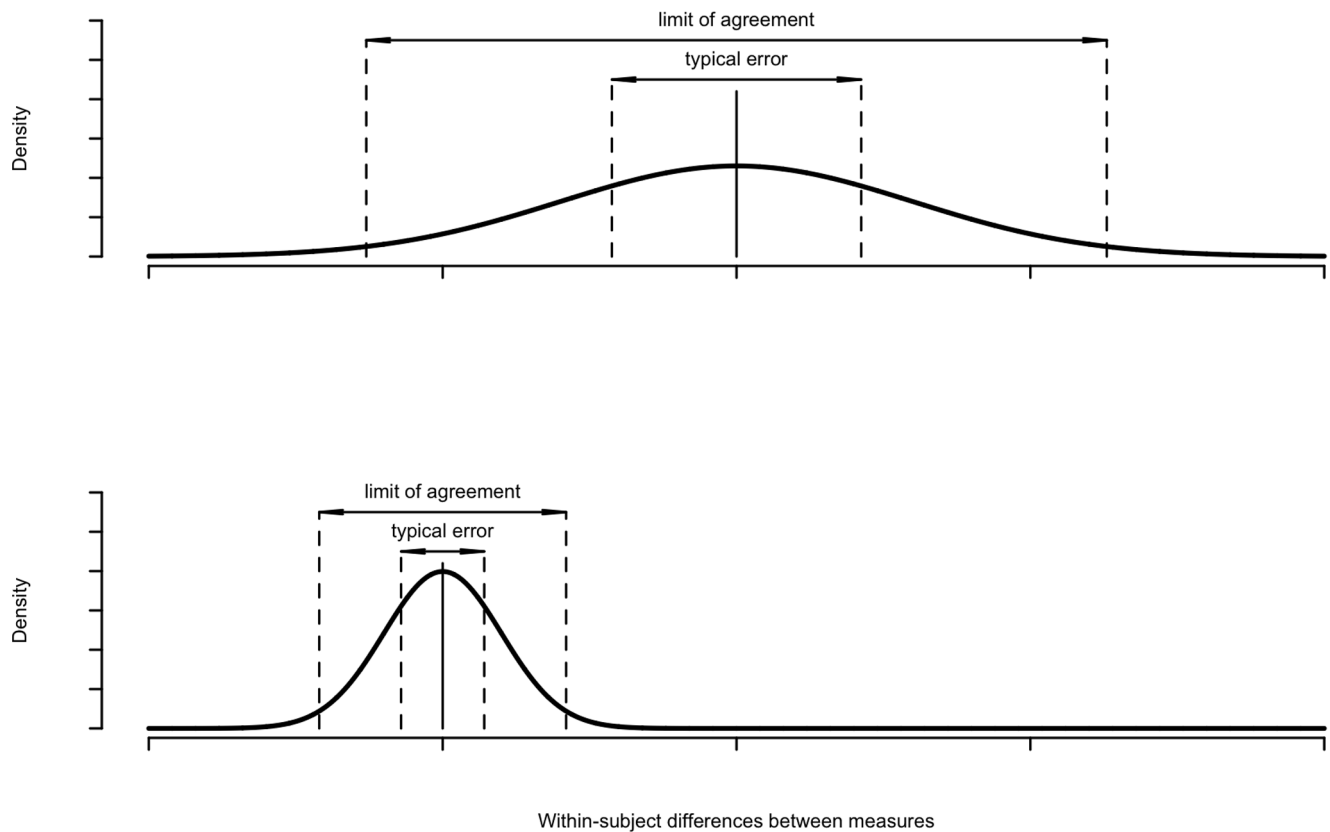 limit of agreement
typical error
Density
limit of agreement
typical error
Density
Within-subject differences between measures